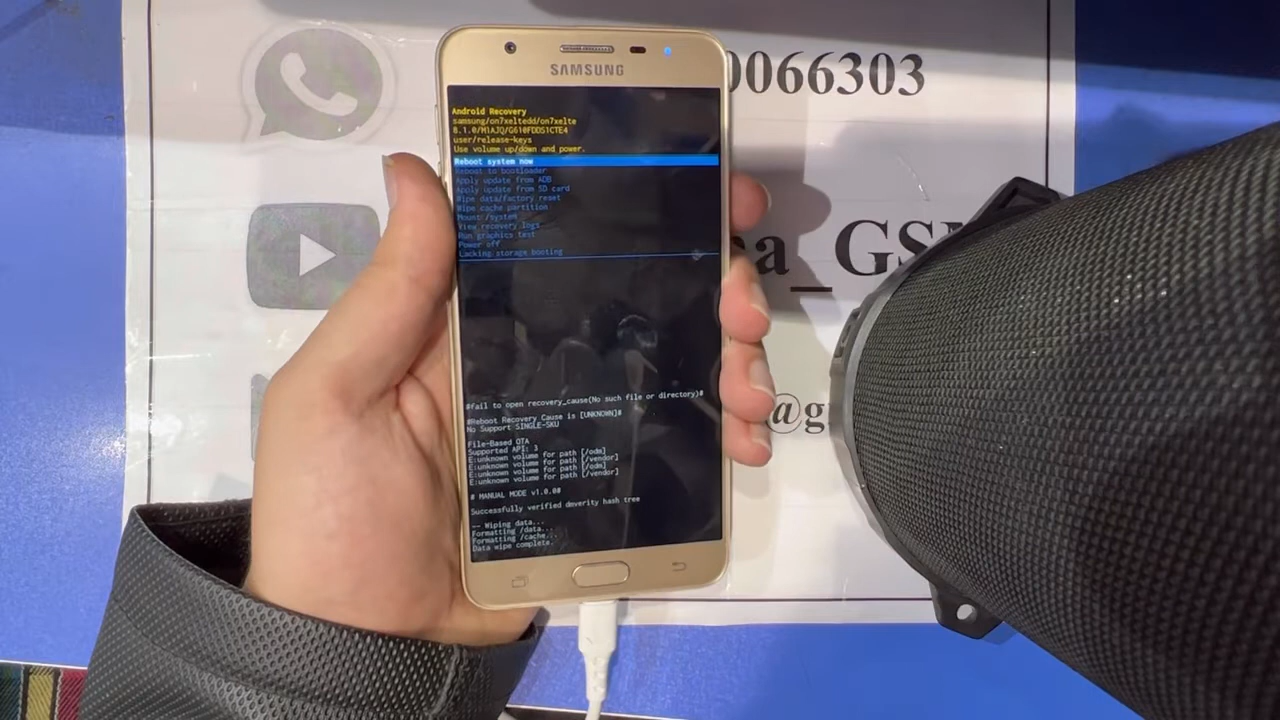 0066303
SAMSUNG
Android Recovery
samsung/on7xeltedd/on7xelte
8.1.0/M1AJQ/G610FDDS1CTE4
user/release-keys
Use volume up/down and power.
Reboot system now
Reboot to bootloader
Apply update from ADB
Apply update from SD card
Wipe data/factory reset
Wipe cache partition
Mount /system
View recovery logs
Run graphics test
Power off
Lacking storage booting
a_GS
#fail to open recovery_cause(No such file or directory)#
#Reboot Recovery Cause is [UNKNOWN]#
No Support SINGLE-SKU
File-Based OTA
Supported API: 3
E:unknown volume for path [/odm]
E:unknown volume for path [/vendor]
E:unknown volume for path [/odm]
E:unknown volume for path [/vendor]
# MANUAL MODE v1.0.0#
Successfully verified dmverity hash tree
-- Wiping data...
Formatting /data...
Formatting /cache...
Data wipe complete.
@g